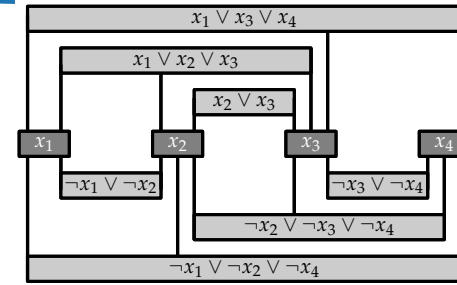 x₁ ∨ x₃ ∨ x₄
x₁ ∨ x₂ ∨ x₃
x₂ ∨ x₃
x₁ x₂ x₃ x₄
¬x₁ ∨ ¬x₂ ¬x₃ ∨ ¬x₄
¬x₂ ∨ ¬x₃ ∨ ¬x₄
¬x₁ ∨ ¬x₂ ∨ ¬x₄